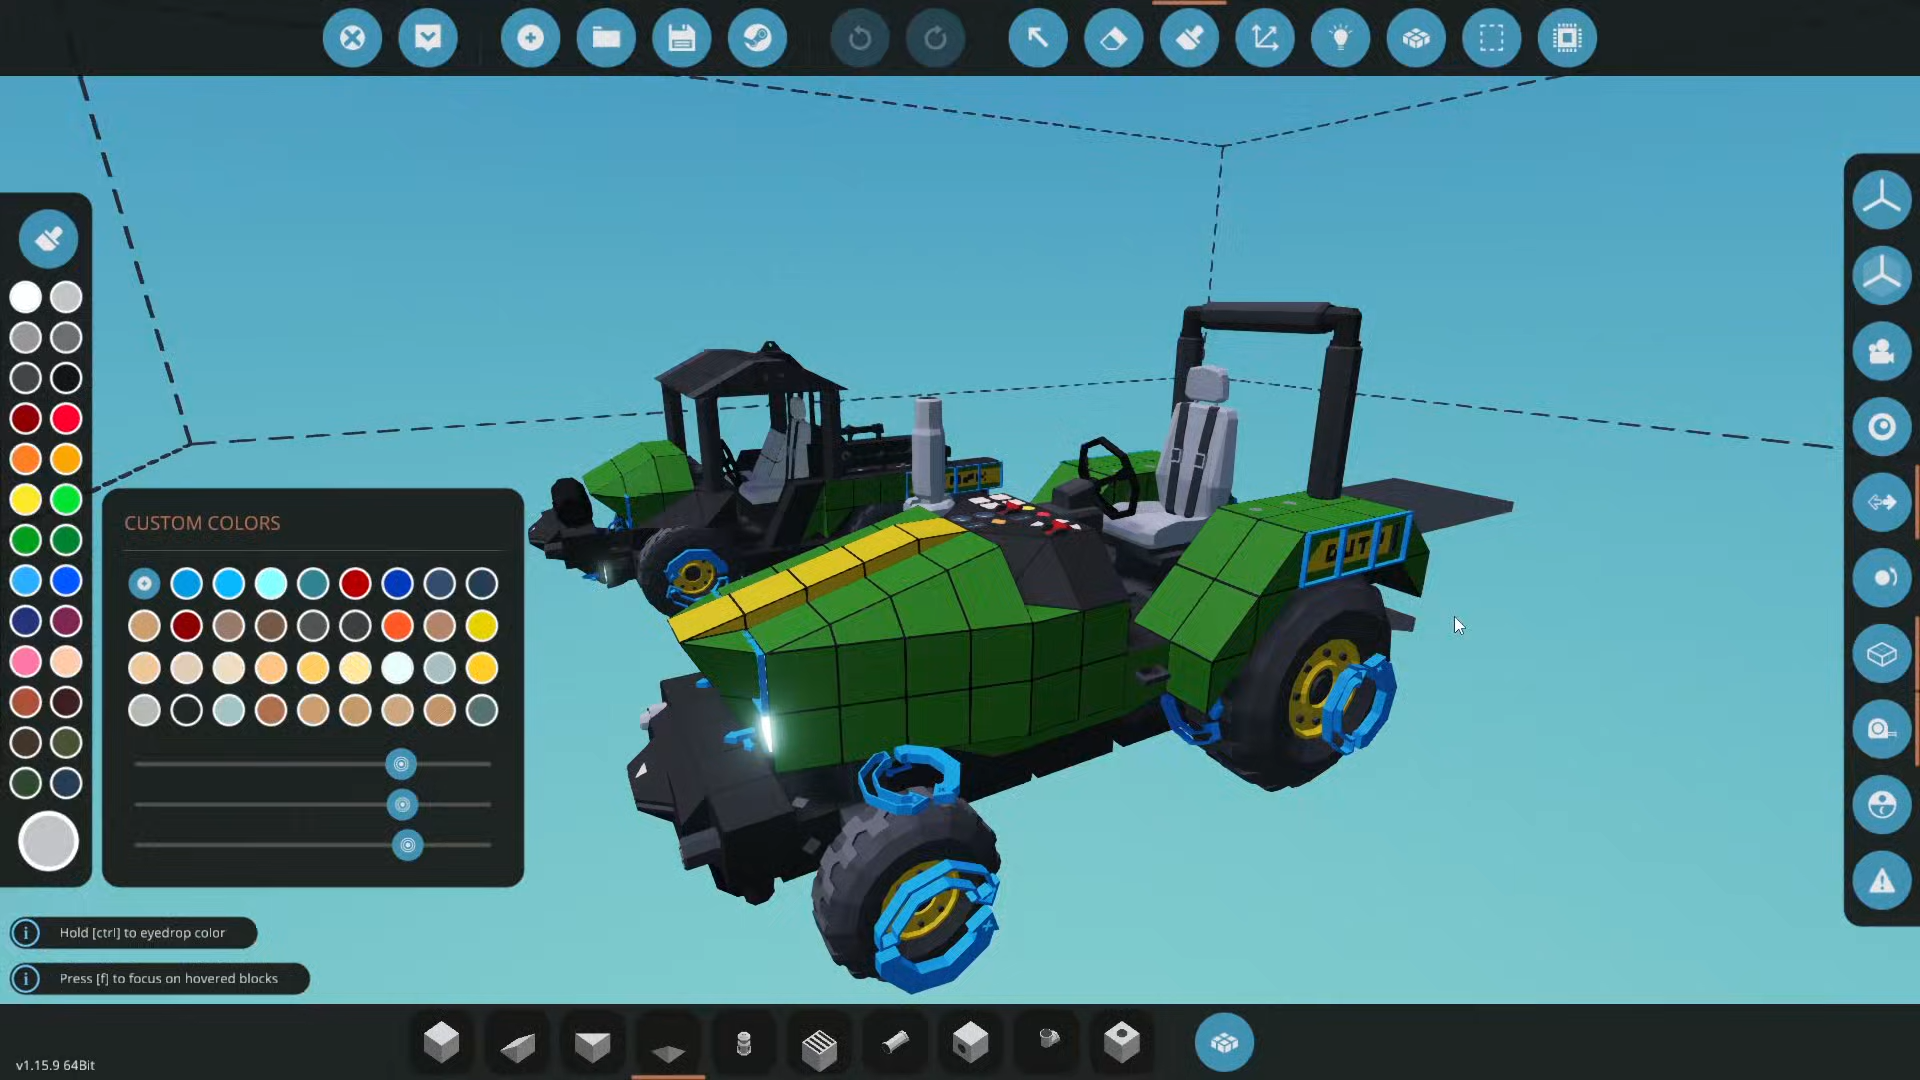 CUSTOM COLORS
Hold [ctrl] to eyedrop color
Press [f] to focus on hovered blocks
v1.15.9 64Bit